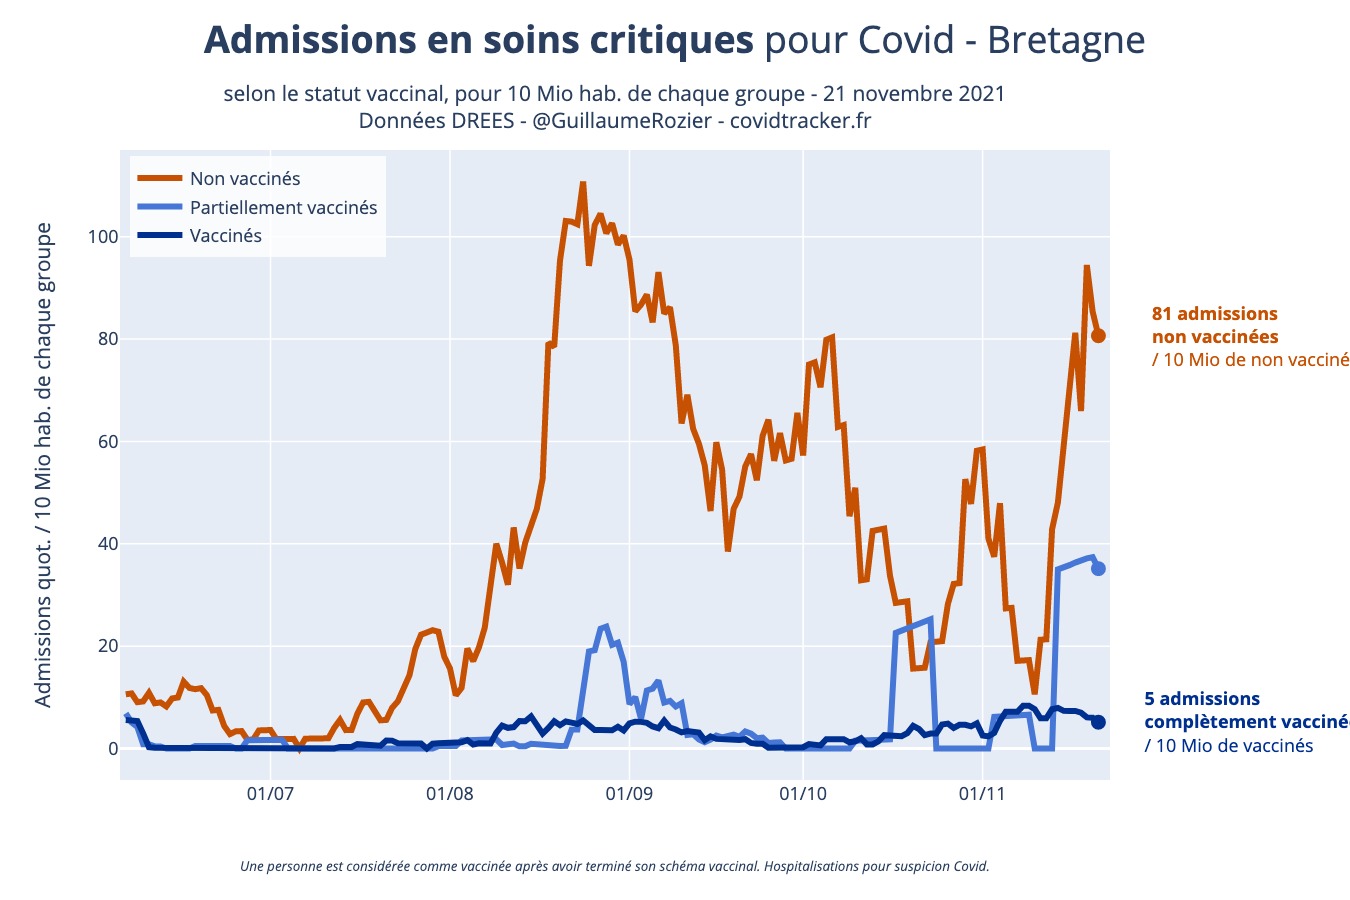 Admissions en soins critiques pour Covid - Bretagne
selon le statut vaccinal, pour 10 Mio hab. de chaque groupe - 21 novembre 2021
Données DREES - @GuillaumeRozier - covidtracker.fr
Non vaccinés
Partiellement vaccinés
Vaccinés
Admissions quot. / 10 Mio hab. de chaque groupe
100
80
60
40
20
0
01/07
01/08
01/09
01/10
01/11
81 admissions
non vaccinées
/ 10 Mio de non vacciné
5 admissions
complètement vacciné
/ 10 Mio de vaccinés
Une personne est considérée comme vaccinée après avoir terminé son schéma vaccinal. Hospitalisations pour suspicion Covid.